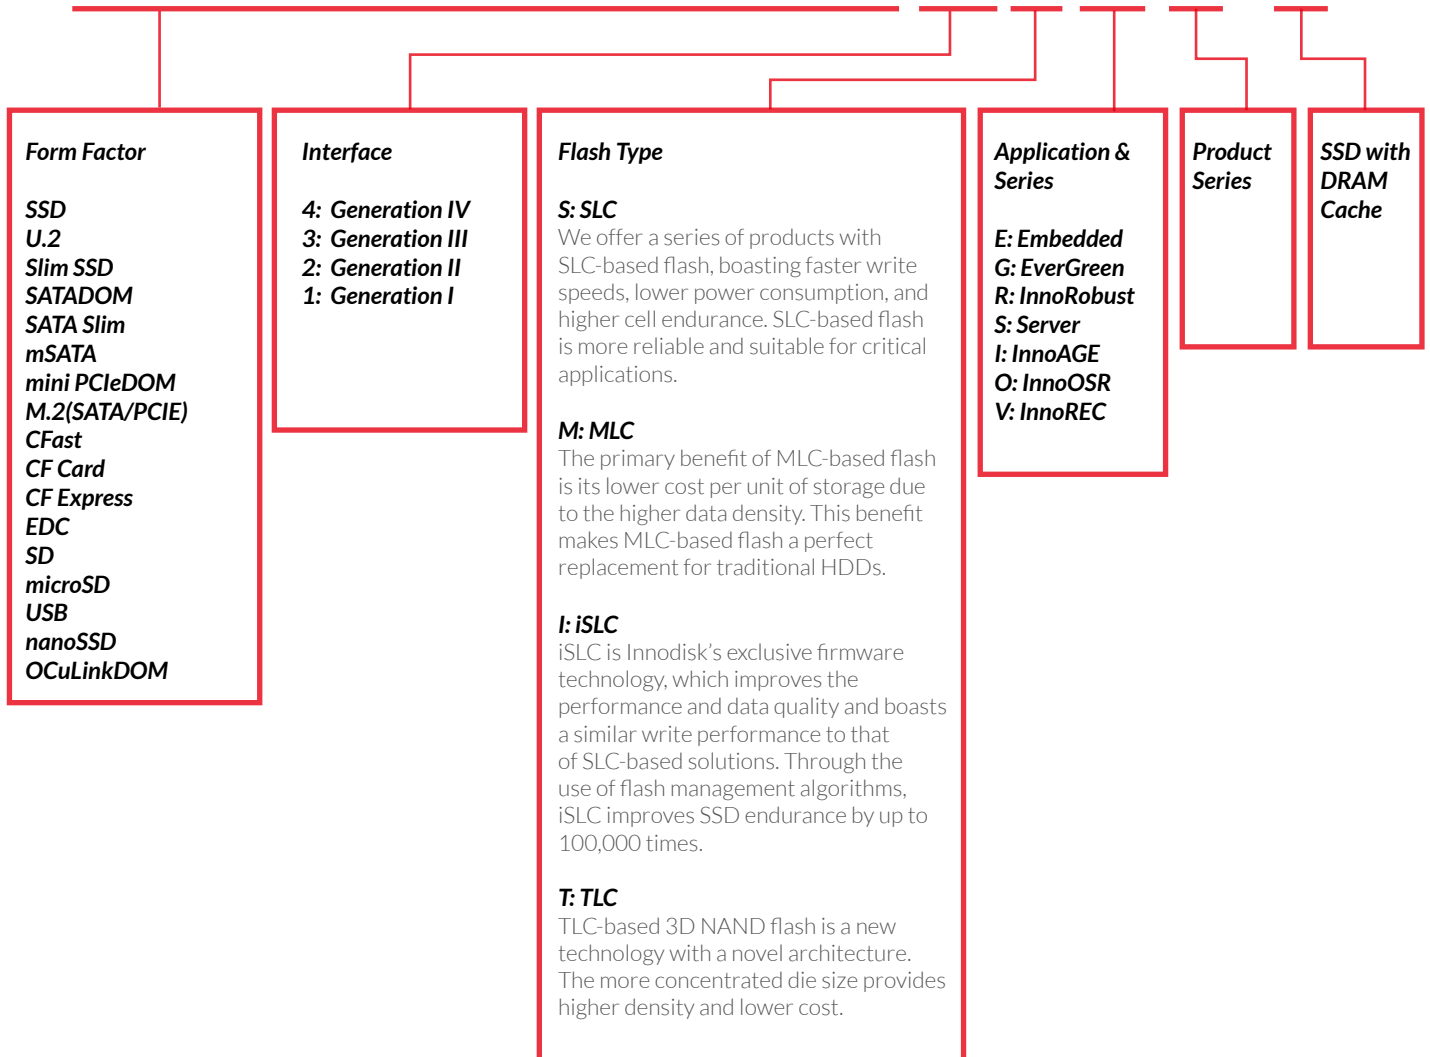 Form Factor
SSD
U.2
Slim SSD
SATADOM
SATA Slim
mSATA
mini PCIeDOM
M.2(SATA/PCIE)
CFast
CF Card
CF Express
EDC
SD
microSD
USB
nanoSSD
OCuLinkDOM
Interface
4: Generation IV
3: Generation III
2: Generation II
1: Generation I
Flash Type
S: SLC
We offer a series of products with
SLC-based flash, boasting faster write
speeds, lower power consumption, and
higher cell endurance. SLC-based flash
is more reliable and suitable for critical
applications.
M: MLC
The primary benefit of MLC-based flash
is its lower cost per unit of storage due
to the higher data density. This benefit
makes MLC-based flash a perfect
replacement for traditional HDDs.
I: iSLC
iSLC is Innodisk’s exclusive firmware
technology, which improves the
performance and data quality and boasts
a similar write performance to that
of SLC-based solutions. Through the
use of flash management algorithms,
iSLC improves SSD endurance by up to
100,000 times.
T: TLC
TLC-based 3D NAND flash is a new
technology with a novel architecture.
The more concentrated die size provides
higher density and lower cost.
Application &
Series
E: Embedded
G: EverGreen
R: InnoRobust
S: Server
I: InnoAGE
O: InnoOSR
V: InnoREC
Product
Series
SSD with
DRAM
Cache